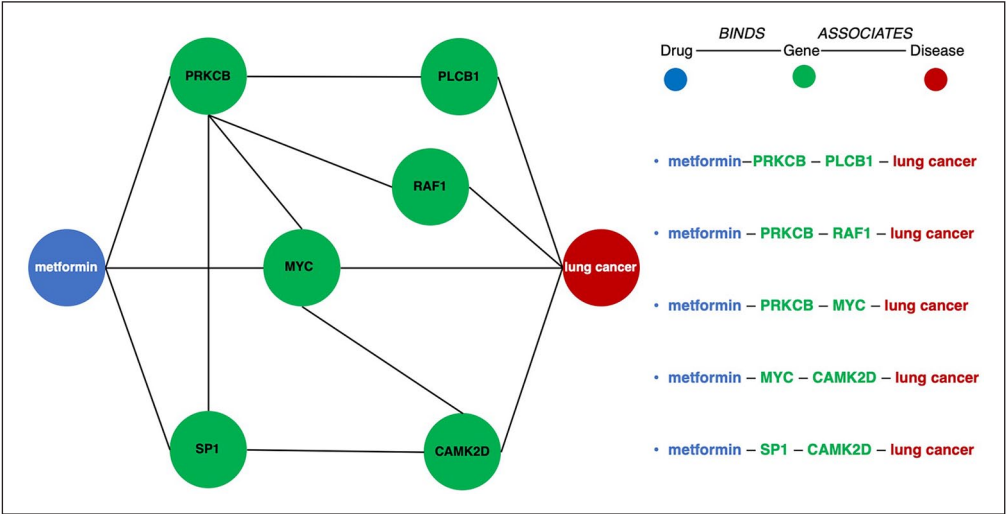 PRKCB
PLCB1
RAF1
metformin
MYC
lung cancer
SP1
CAMK2D
BINDS ASSOCIATES
Drug Gene Disease
• metformin–PRKCB – PLCB1 – lung cancer
• metformin – PRKCB – RAF1 – lung cancer
• metformin – PRKCB – MYC – lung cancer
• metformin – MYC – CAMK2D – lung cancer
• metformin – SP1 – CAMK2D – lung cancer